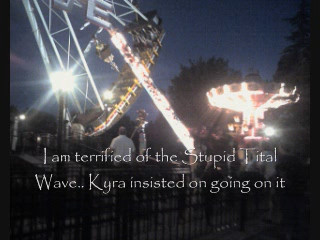 I am terrified of the Stupid Tital
Wave.. Kyra insisted on going on it